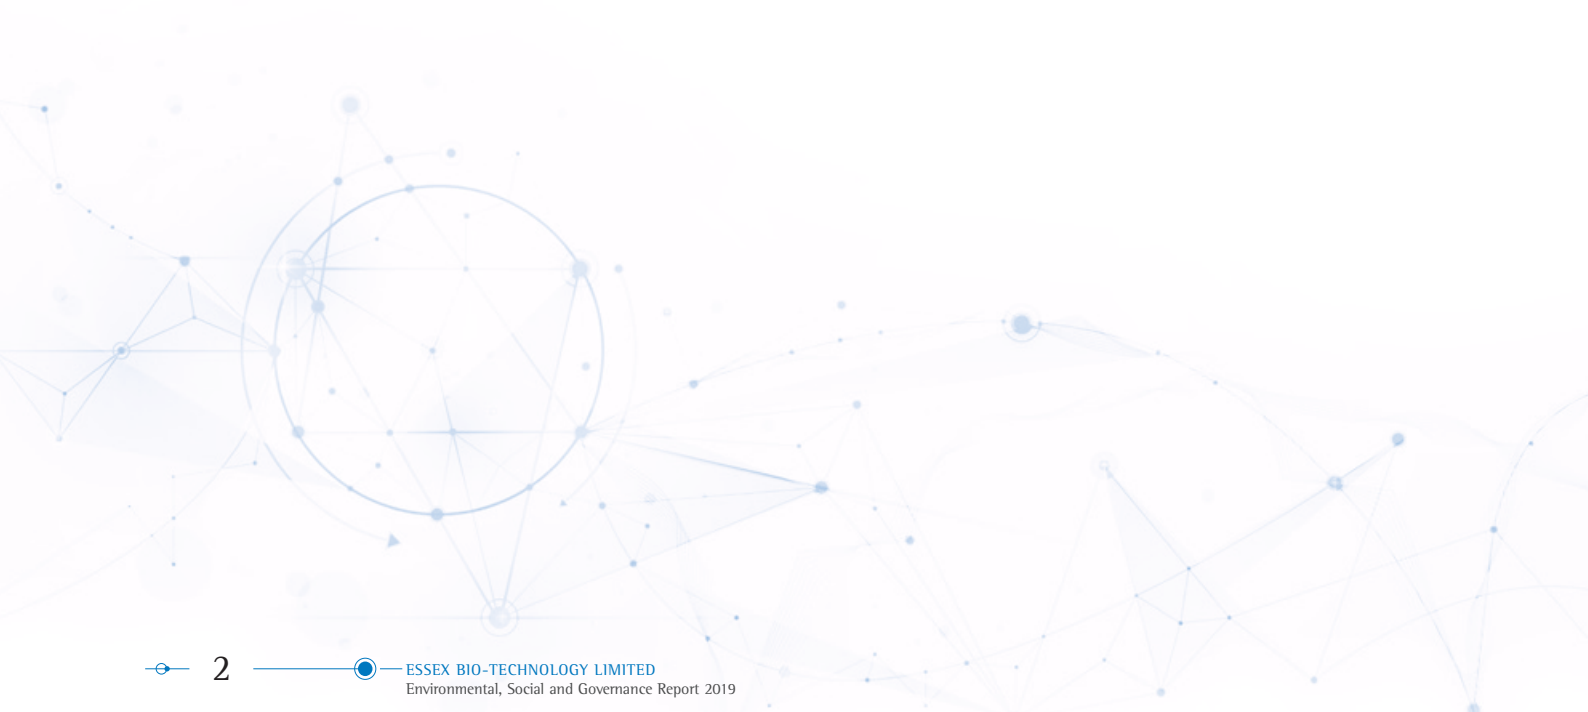 2
ESSEX BIO-TECHNOLOGY LIMITED
Environmental, Social and Governance Report 2019